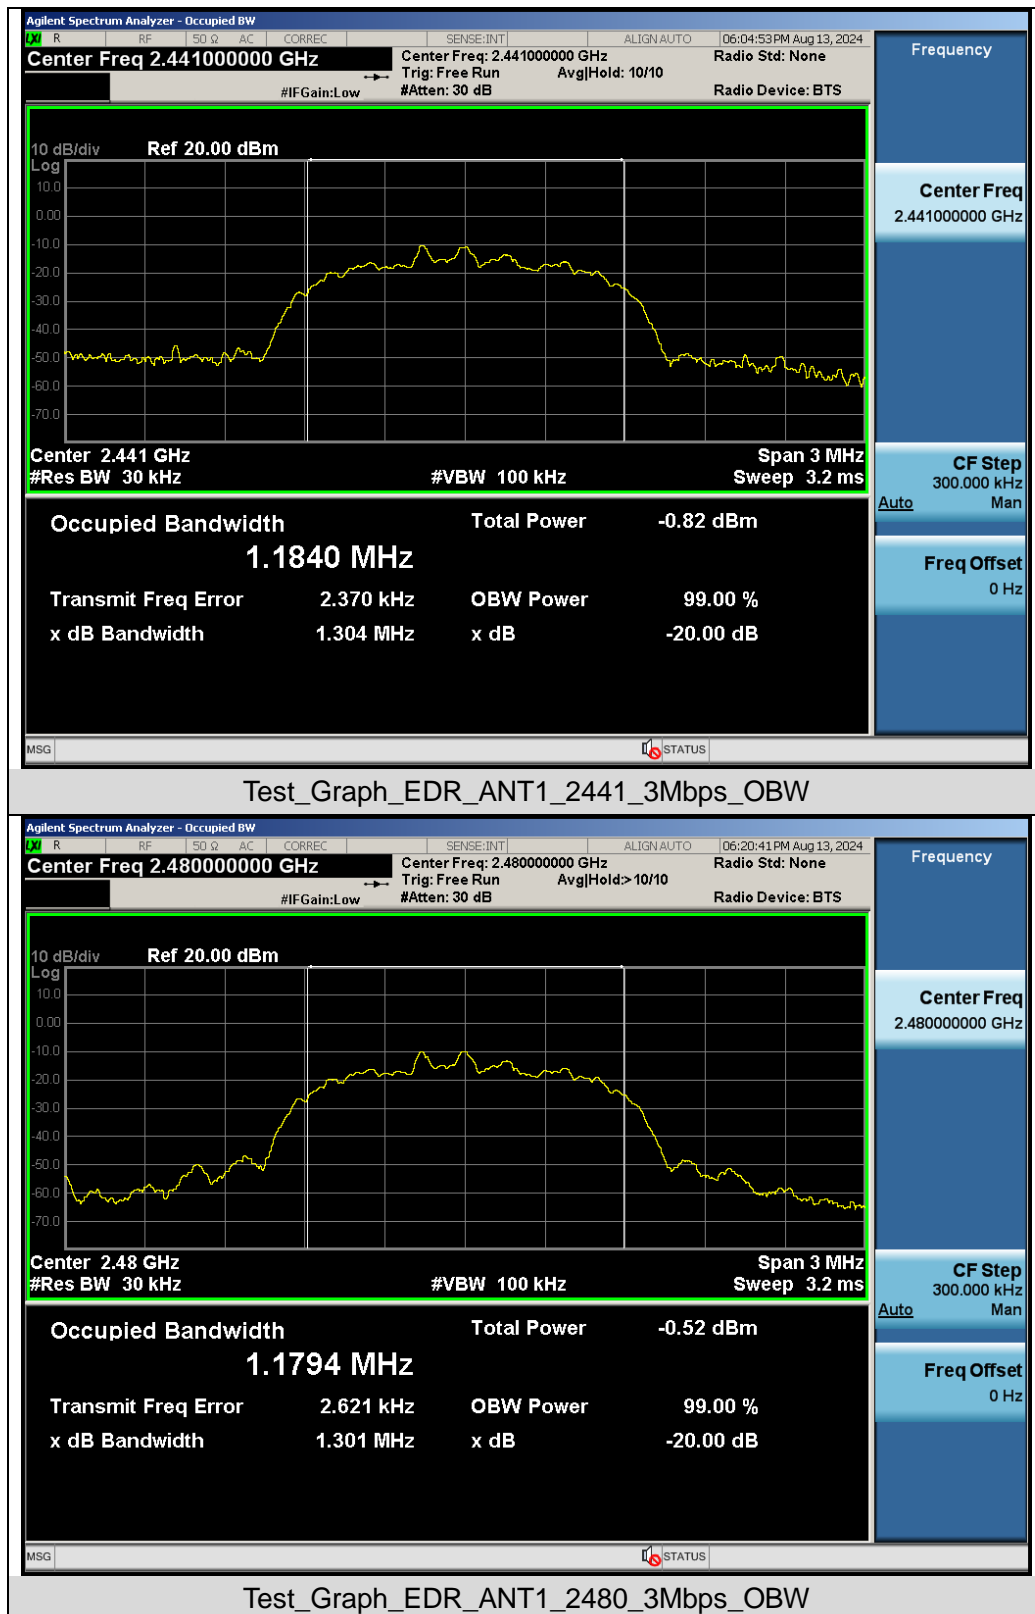 Agilent Spectrum Analyzer - Occupied BW
LXI R RF 50 Ω AC CORREC SENSE:INT ALIGN AUTO 06:04:53 PM Aug 13, 2024
Center Freq 2.441000000 GHz
Center Freq: 2.441000000 GHz
Radio Std: None
Trig: Free Run Avg|Hold: 10/10
#IFGain:Low #Atten: 30 dB Radio Device: BTS
Frequency
10 dB/div Ref 20.00 dBm
Log
10.0
0.00
-10.0
-20.0
-30.0
-40.0
-50.0
-60.0
-70.0
Center 2.441 GHz Span 3 MHz
#Res BW 30 kHz #VBW 100 kHz Sweep 3.2 ms
Occupied Bandwidth Total Power -0.82 dBm
1.1840 MHz
Transmit Freq Error 2.370 kHz OBW Power 99.00 %
x dB Bandwidth 1.304 MHz x dB -20.00 dB
Center Freq
2.441000000 GHz
CF Step
300.000 kHz
Auto Man
Freq Offset
0 Hz
MSG STATUS
Test_Graph_EDR_ANT1_2441_3Mbps_OBW
Agilent Spectrum Analyzer - Occupied BW
LXI R RF 50 Ω AC CORREC SENSE:INT ALIGN AUTO 06:20:41 PM Aug 13, 2024
Center Freq 2.480000000 GHz
Center Freq: 2.480000000 GHz
Radio Std: None
Trig: Free Run Avg|Hold:>10/10
#IFGain:Low #Atten: 30 dB Radio Device: BTS
Frequency
10 dB/div Ref 20.00 dBm
Log
10.0
0.00
-10.0
-20.0
-30.0
-40.0
-50.0
-60.0
-70.0
Center 2.48 GHz Span 3 MHz
#Res BW 30 kHz #VBW 100 kHz Sweep 3.2 ms
Occupied Bandwidth Total Power -0.52 dBm
1.1794 MHz
Transmit Freq Error 2.621 kHz OBW Power 99.00 %
x dB Bandwidth 1.301 MHz x dB -20.00 dB
Center Freq
2.480000000 GHz
CF Step
300.000 kHz
Auto Man
Freq Offset
0 Hz
MSG STATUS
Test_Graph_EDR_ANT1_2480_3Mbps_OBW